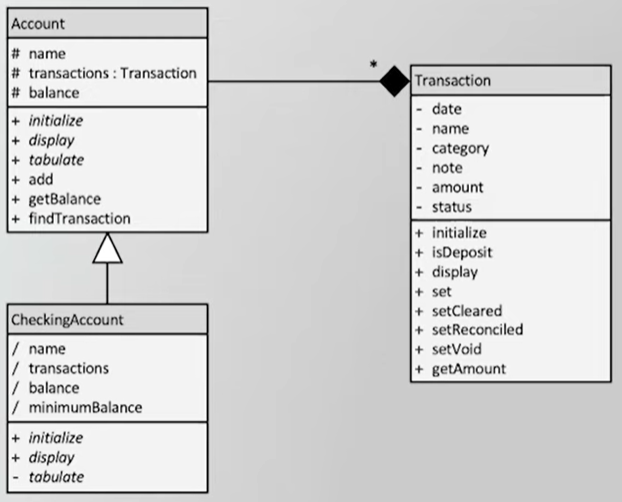 Account
# name
# transactions : Transaction
# balance
+ initialize
+ display
+ tabulate
+ add
+ getBalance
+ findTransaction
*
Transaction
- date
- name
- category
- note
- amount
- status
+ initialize
+ isDeposit
+ display
+ set
+ setCleared
+ setReconciled
+ setVoid
+ getAmount
CheckingAccount
/ name
/ transactions
/ balance
/ minimumBalance
+ initialize
+ display
- tabulate